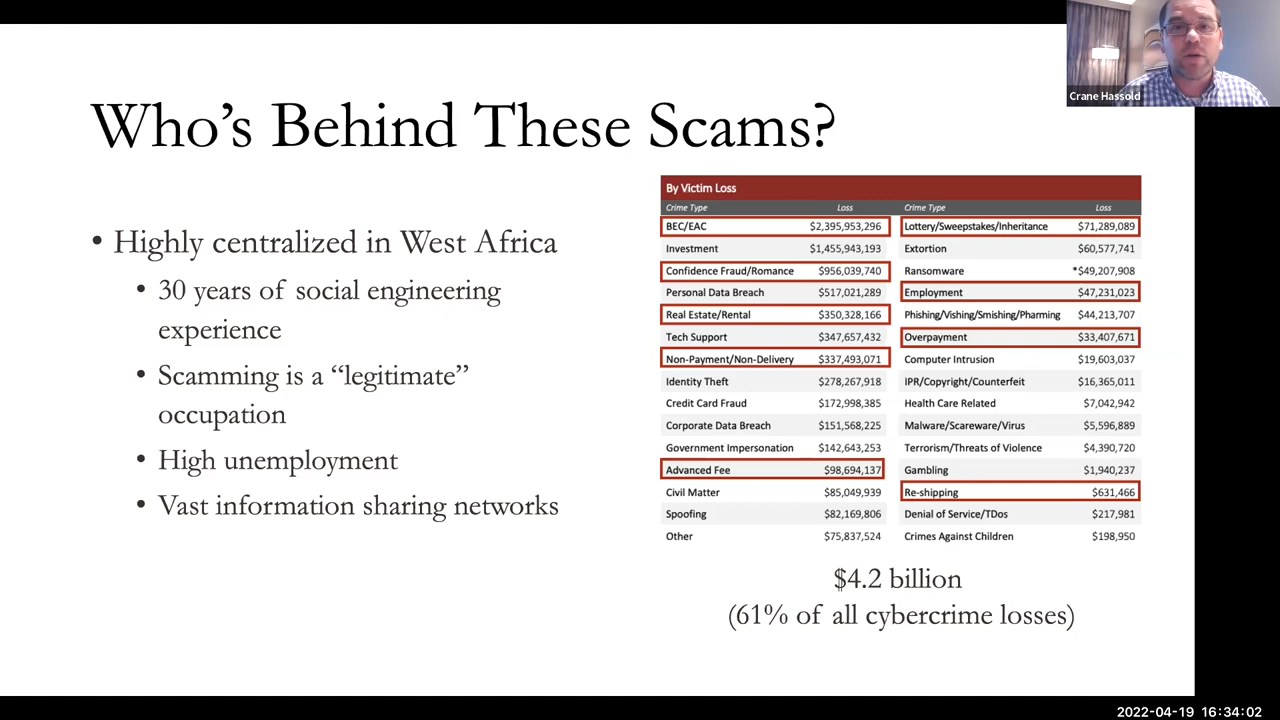 Crane Hassold
Who's Behind These Scams?
• Highly centralized in West Africa
• 30 years of social engineering
experience
• Scamming is a “legitimate”
occupation
• High unemployment
• Vast information sharing networks
By Victim Loss
Crime Type Loss Crime Type Loss
BEC/EAC $2,395,953,296 Lottery/Sweepstakes/Inheritance $71,289,089
Investment $1,455,943,193 Extortion $60,577,741
Confidence Fraud/Romance $956,039,740 Ransomware *$49,207,908
Personal Data Breach $517,021,289 Employment $47,231,023
Real Estate/Rental $350,328,166 Phishing/Vishing/Smishing/Pharming $44,213,707
Tech Support $347,657,432 Overpayment $33,407,671
Non-Payment/Non-Delivery $337,493,071 Computer Intrusion $19,603,037
Identity Theft $278,267,918 IPR/Copyright/Counterfeit $16,365,011
Credit Card Fraud $172,998,385 Health Care Related $7,042,942
Corporate Data Breach $151,568,225 Malware/Scareware/Virus $5,596,889
Government Impersonation $142,643,253 Terrorism/Threats of Violence $4,390,720
Advanced Fee $98,694,137 Gambling $1,940,237
Civil Matter $85,049,939 Re-shipping $631,466
Spoofing $82,169,806 Denial of Service/TDos $217,981
Other $75,837,524 Crimes Against Children $198,950
$4.2 billion
(61% of all cybercrime losses)
2022-04-19 16:34:02